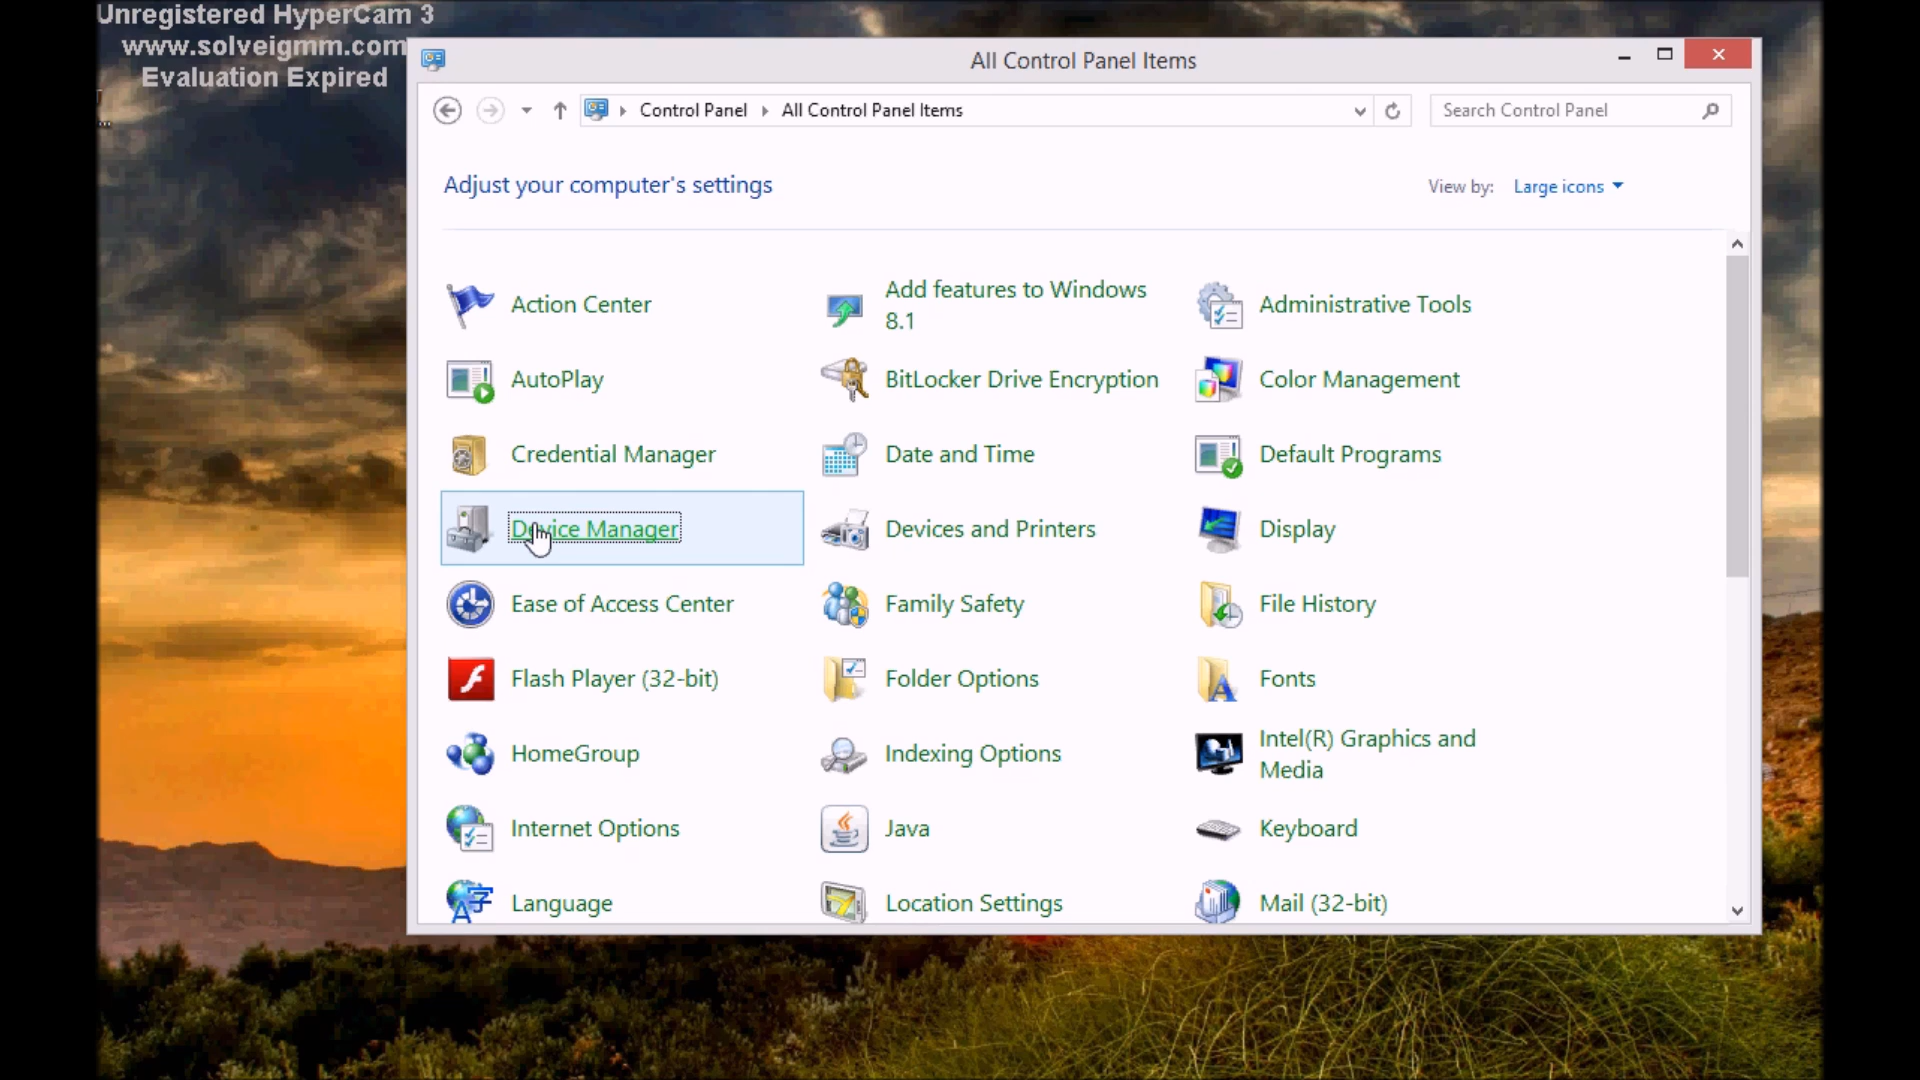 Unregistered HyperCam 3
www.solveigmm.com
Evaluation Expired
All Control Panel Items
Control Panel
All Control Panel Items
Search Control Panel
Adjust your computer's settings
View by:
Large icons
Action Center
Add features to Windows
8.1
Administrative Tools
AutoPlay
BitLocker Drive Encryption
Color Management
Credential Manager
Date and Time
Default Programs
Device Manager
Devices and Printers
Display
Ease of Access Center
Family Safety
File History
Flash Player (32-bit)
Folder Options
Fonts
HomeGroup
Indexing Options
Intel(R) Graphics and
Media
Internet Options
Java
Keyboard
Language
Location Settings
Mail (32-bit)